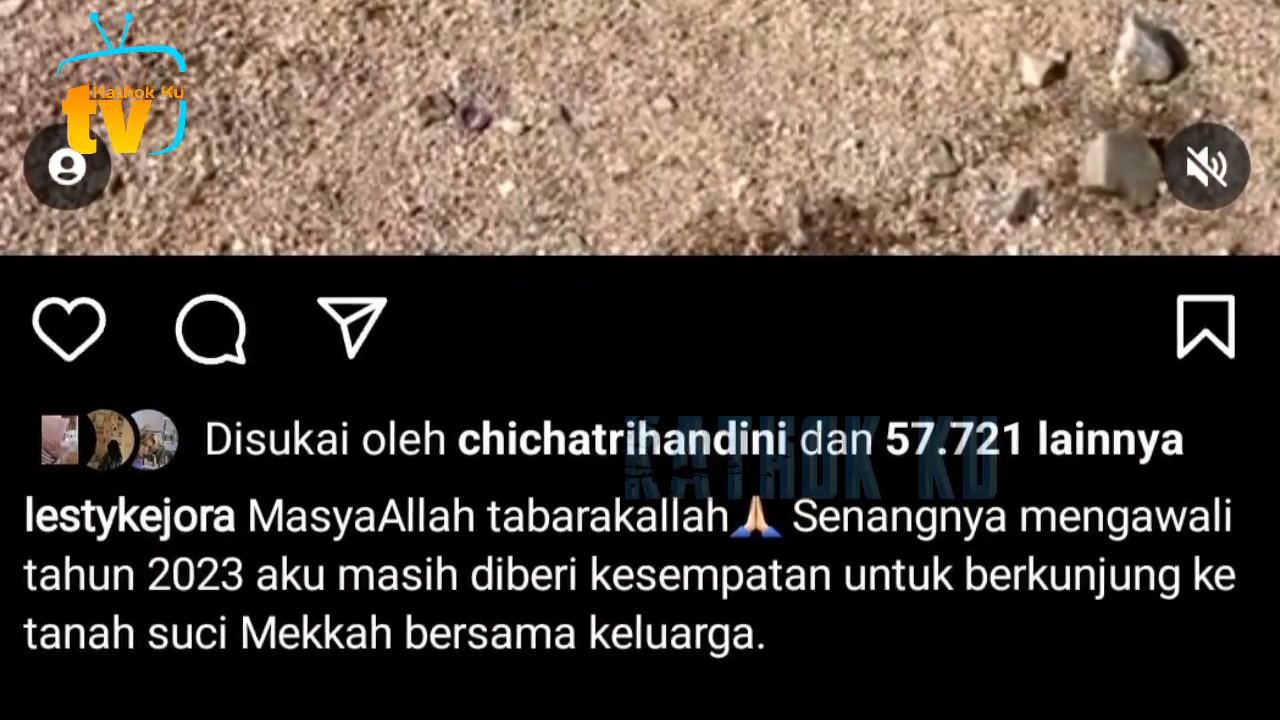 Kathok Ku
tv
Disukai oleh chichatrihandini dan 57.721 lainnya
KATHOK KU
lestykejora MasyaAllah tabarakallah🙏🏻 Senangnya mengawali
tahun 2023 aku masih diberi kesempatan untuk berkunjung ke
tanah suci Mekkah bersama keluarga.